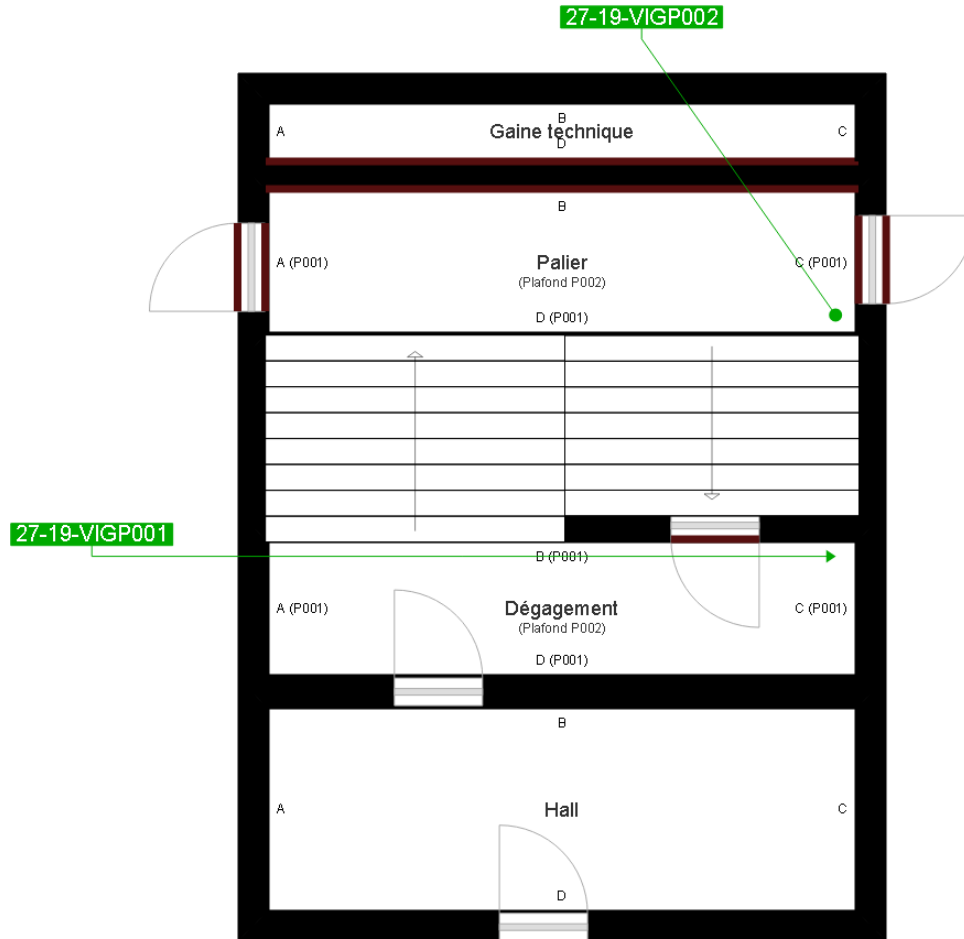 27-19-VIGP002
B
A Gaine technique C
D
B
A (P001) Palier C (P001)
(Plafond P002)
D (P001)
27-19-VIGP001
B (P001)
A (P001) Dégagement C (P001)
(Plafond P002)
D (P001)
B
A Hall C
D